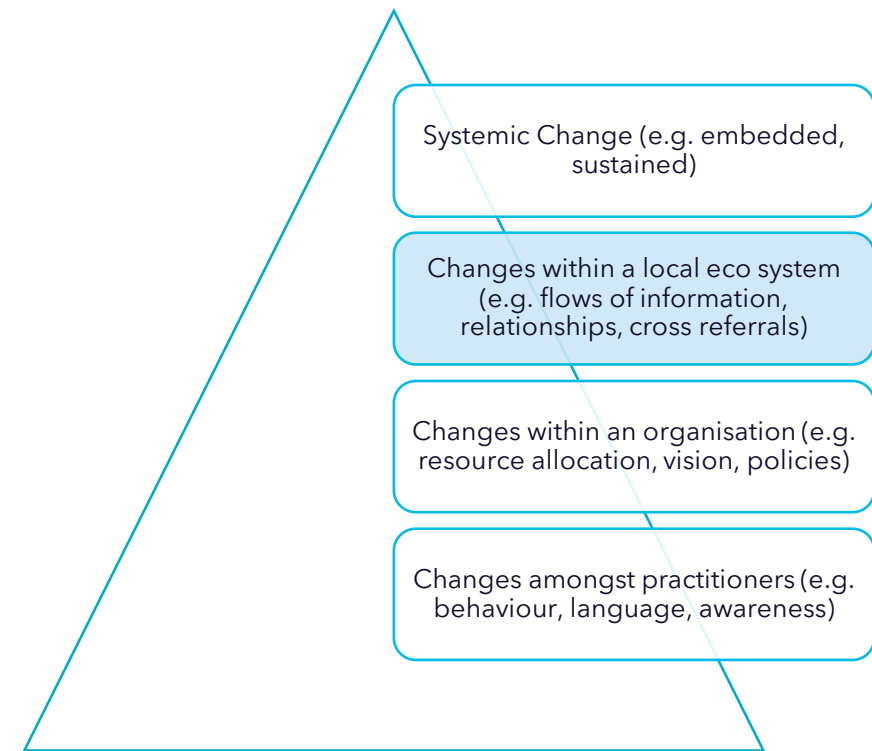 Systemic Change (e.g. embedded,
sustained)
Changes within a local eco system
(e.g. flows of information,
relationships, cross referrals)
Changes within an organisation (e.g.
resource allocation, vision, policies)
Changes amongst practitioners (e.g.
behaviour, language, awareness)